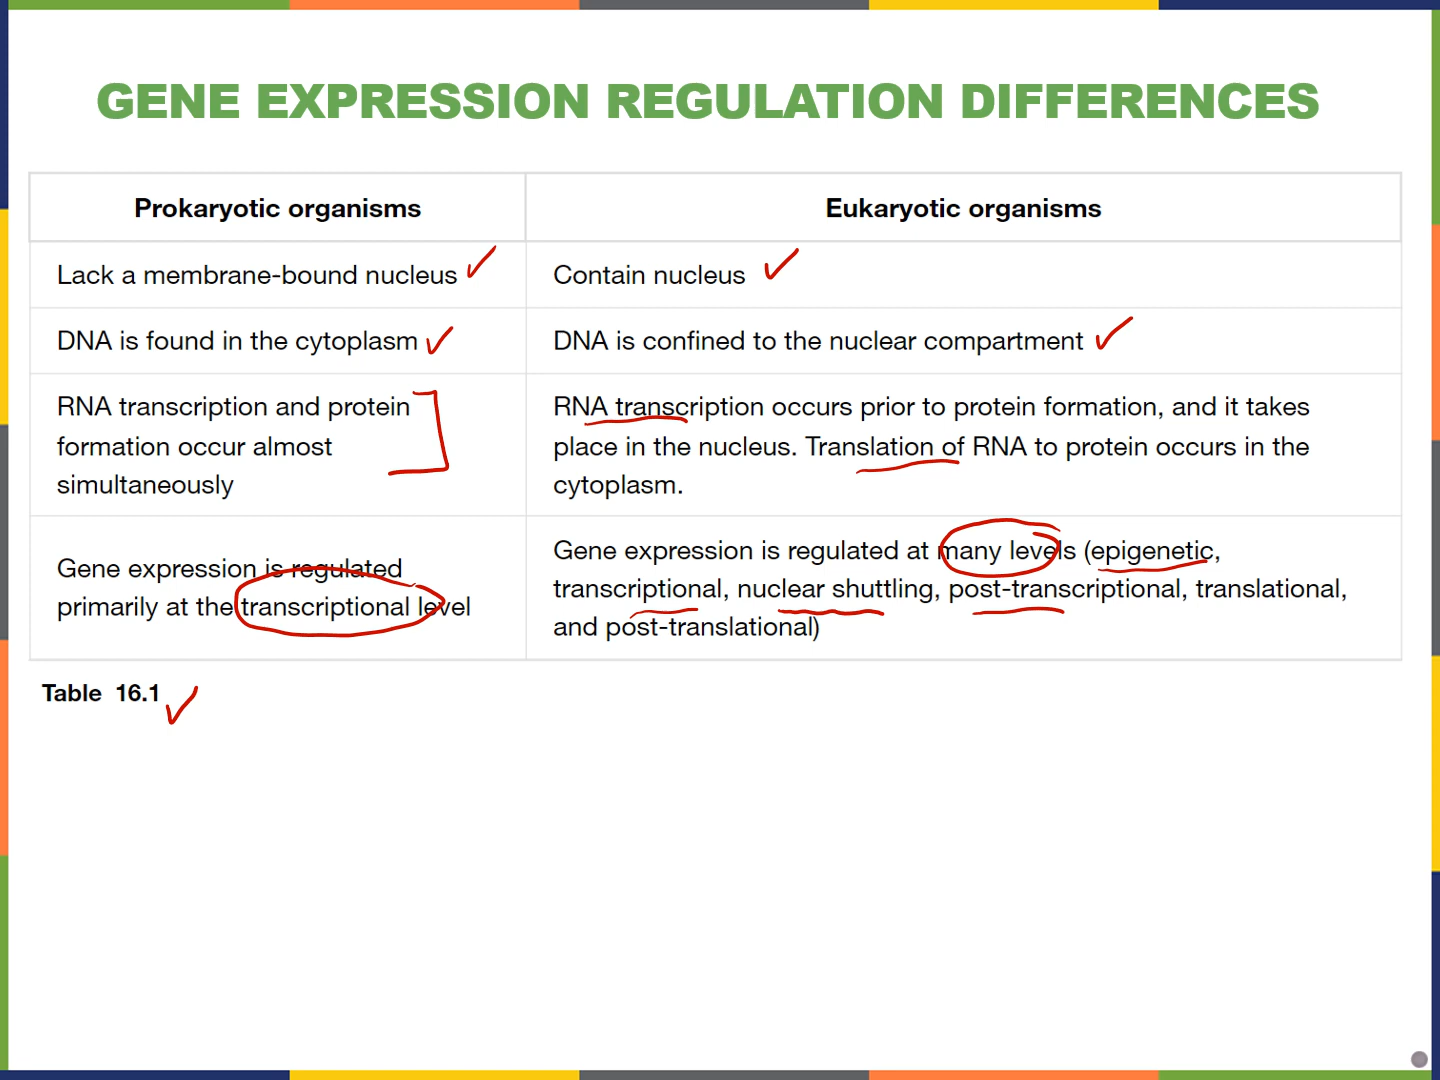 GENE EXPRESSION REGULATION DIFFERENCES
Prokaryotic organisms
Eukaryotic organisms
Lack a membrane-bound nucleus
Contain nucleus
DNA is found in the cytoplasm
DNA is confined to the nuclear compartment
RNA transcription and protein
formation occur almost
simultaneously
RNA transcription occurs prior to protein formation, and it takes
place in the nucleus. Translation of RNA to protein occurs in the
cytoplasm.
Gene expression is regulated
primarily at the transcriptional level
Gene expression is regulated at many levels (epigenetic,
transcriptional, nuclear shuttling, post-transcriptional, translational,
and post-translational)
Table 16.1